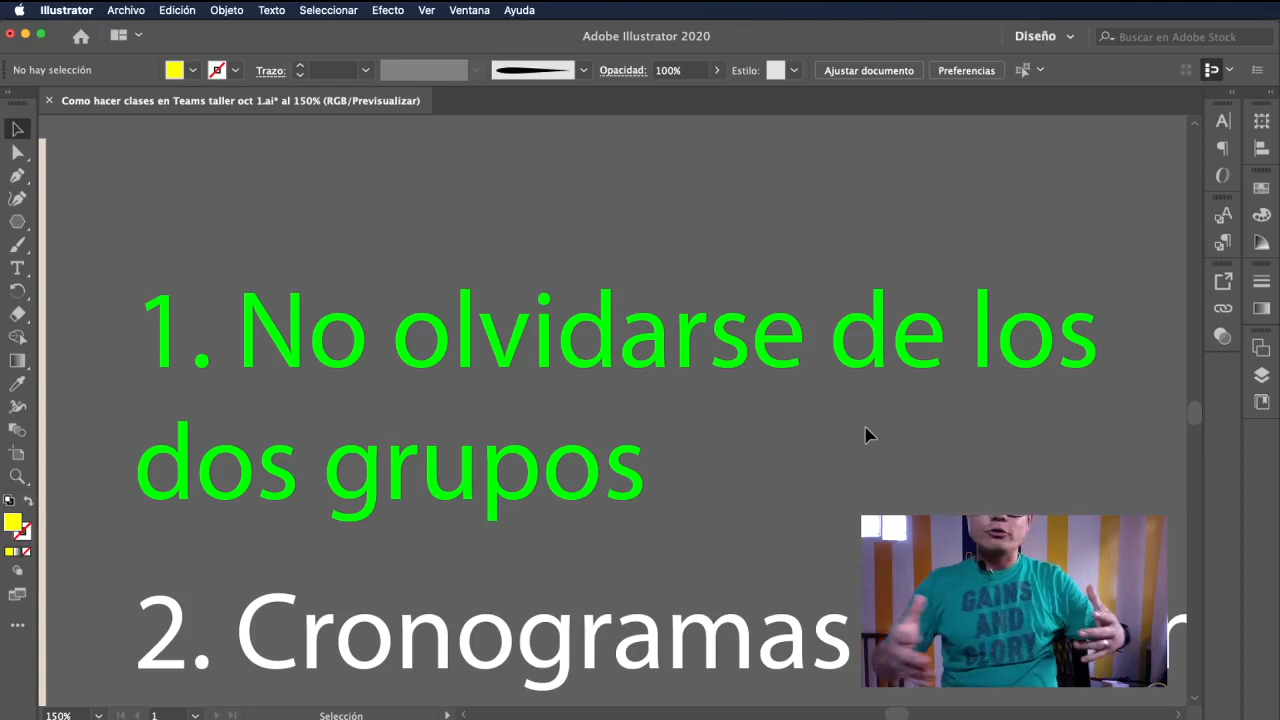 Illustrator Archivo Edición Objeto Texto Seleccionar Efecto Ver Ventana Ayuda
Adobe Illustrator 2020
Diseño
Buscar en Adobe Stock
No hay selección
Trazo:
Opacidad: 100%
Estilo:
Ajustar documento
Preferencias
Como hacer clases en Teams taller oct 1.ai* al 150% (RGB/Previsualizar)
1. No olvidarse de los
dos grupos
2. Cronogramas
GAINS
AND
GLORY
150%
1
Selección